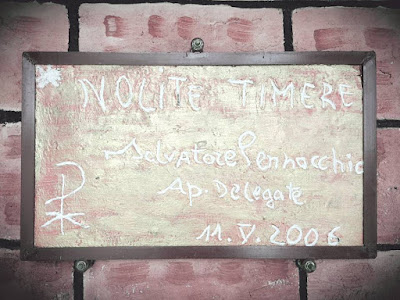 NOLITE TIMERE
Salvatore Pennacchio
Ap. Delegate
11. V. 2006